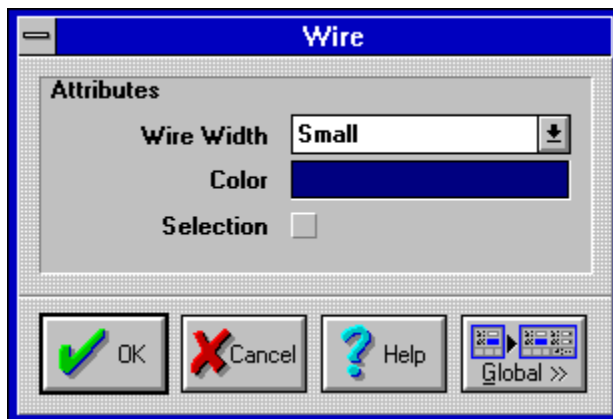 Wire
Attributes
Wire Width Small
Color
Selection
OK Cancel Help Global >>